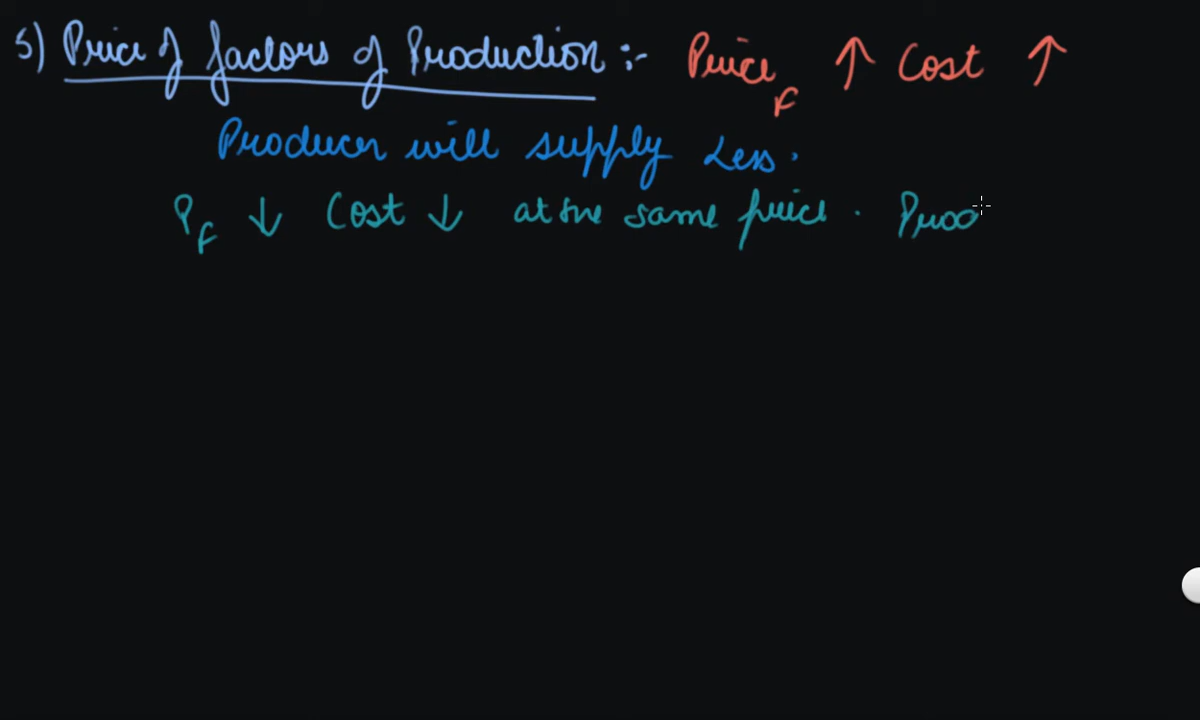 5) Price of factors of Production :- Price F ↑ Cost ↑
Producer will supply Less.
P F ↓ Cost ↓ at the same price. Proo